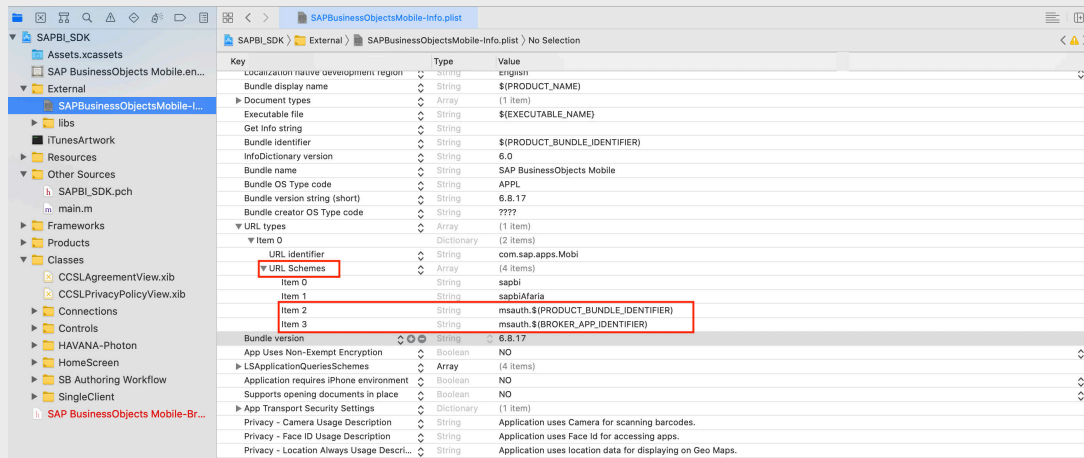 SAPBusinessObjectsMobile-Info.plist
SAPBI_SDK
SAPBI_SDK External SAPBusinessObjectsMobile-Info.plist No Selection
Assets.xcassets
SAP BusinessObjects Mobile.en...
External
SAPBusinessObjectsMobile-I...
libs
iTunesArtwork
Resources
Other Sources
SAPBI_SDK.pch
main.m
Frameworks
Products
Classes
CCSLAgreementView.xib
CCSLPrivacyPolicyView.xib
Connections
Controls
HAVANA-Photon
HomeScreen
SB Authoring Workflow
SingleClient
SAP BusinessObjects Mobile-Br...
Key Type Value
Localization native development region String English
Bundle display name String $(PRODUCT_NAME)
Document types Array (1 item)
Executable file String ${EXECUTABLE_NAME}
Get Info string String
Bundle identifier String $(PRODUCT_BUNDLE_IDENTIFIER)
InfoDictionary version String 6.0
Bundle name String SAP BusinessObjects Mobile
Bundle OS Type code String APPL
Bundle version string (short) String 6.8.17
Bundle creator OS Type code String ????
URL types Array (1 item)
Item 0 Dictionary (2 items)
URL identifier String com.sap.apps.Mobi
URL Schemes Array (4 items)
Item 0 String sapbi
Item 1 String sapbiAfaria
Item 2 String msauth.$(PRODUCT_BUNDLE_IDENTIFIER)
Item 3 String msauth.$(BROKER_APP_IDENTIFIER)
Bundle version String 6.8.17
App Uses Non-Exempt Encryption Boolean NO
LSApplicationQueriesSchemes Array (4 items)
Application requires iPhone environment Boolean NO
Supports opening documents in place Boolean NO
App Transport Security Settings Dictionary (1 item)
Privacy - Camera Usage Description String Application uses Camera for scanning barcodes.
Privacy - Face ID Usage Description String Application uses Face Id for accessing apps.
Privacy - Location Always Usage Descri... String Application uses location data for displaying on Geo Maps.